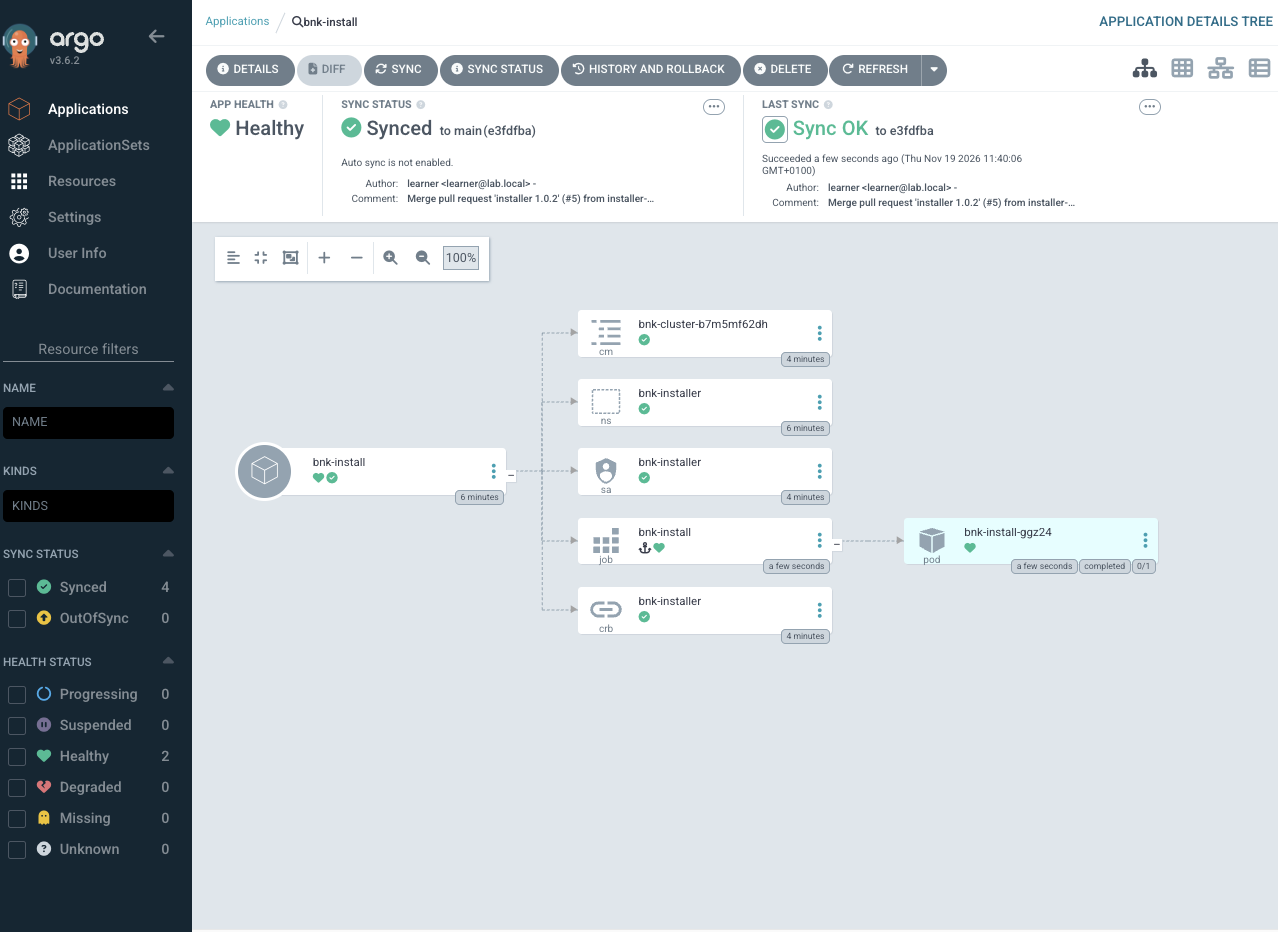 argo
v3.6.2
Applications
ApplicationSets
Resources
Settings
User Info
Documentation
Resource filters
NAME
NAME
KINDS
KINDS
SYNC STATUS
Synced 4
OutOfSync 0
HEALTH STATUS
Progressing 0
Suspended 0
Healthy 2
Degraded 0
Missing 0
Unknown 0
Applications / bnk-install
APPLICATION DETAILS TREE
DETAILS DIFF SYNC SYNC STATUS HISTORY AND ROLLBACK DELETE REFRESH
APP HEALTH
Healthy
SYNC STATUS
Synced to main (e3fdfba)
Auto sync is not enabled.
Author: learner <learner@lab.local> -
Comment: Merge pull request 'installer 1.0.2' (#5) from installer-...
LAST SYNC
Sync OK to e3fdfba
Succeeded a few seconds ago (Thu Nov 19 2026 11:40:06
GMT+0100)
Author: learner <learner@lab.local> -
Comment: Merge pull request 'installer 1.0.2' (#5) from installer-...
100%
bnk-install
6 minutes
bnk-cluster-b7m5mf62dh
cm
4 minutes
bnk-installer
ns
6 minutes
bnk-installer
sa
4 minutes
bnk-install
job
a few seconds
bnk-install-ggz24
pod
a few seconds completed 0/1
bnk-installer
crb
4 minutes